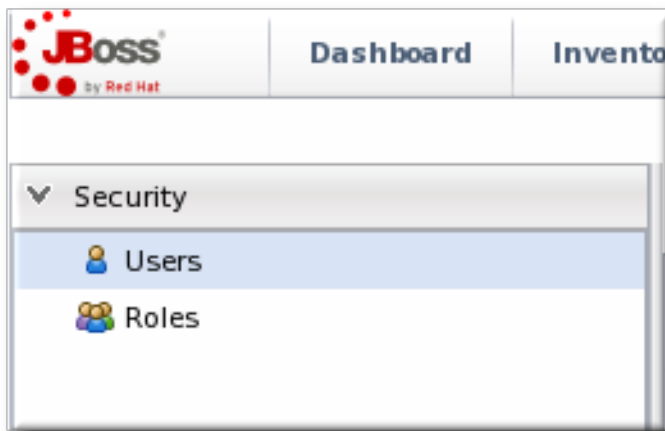 JBoss
by Red Hat
Dashboard
Invento
Security
Users
Roles